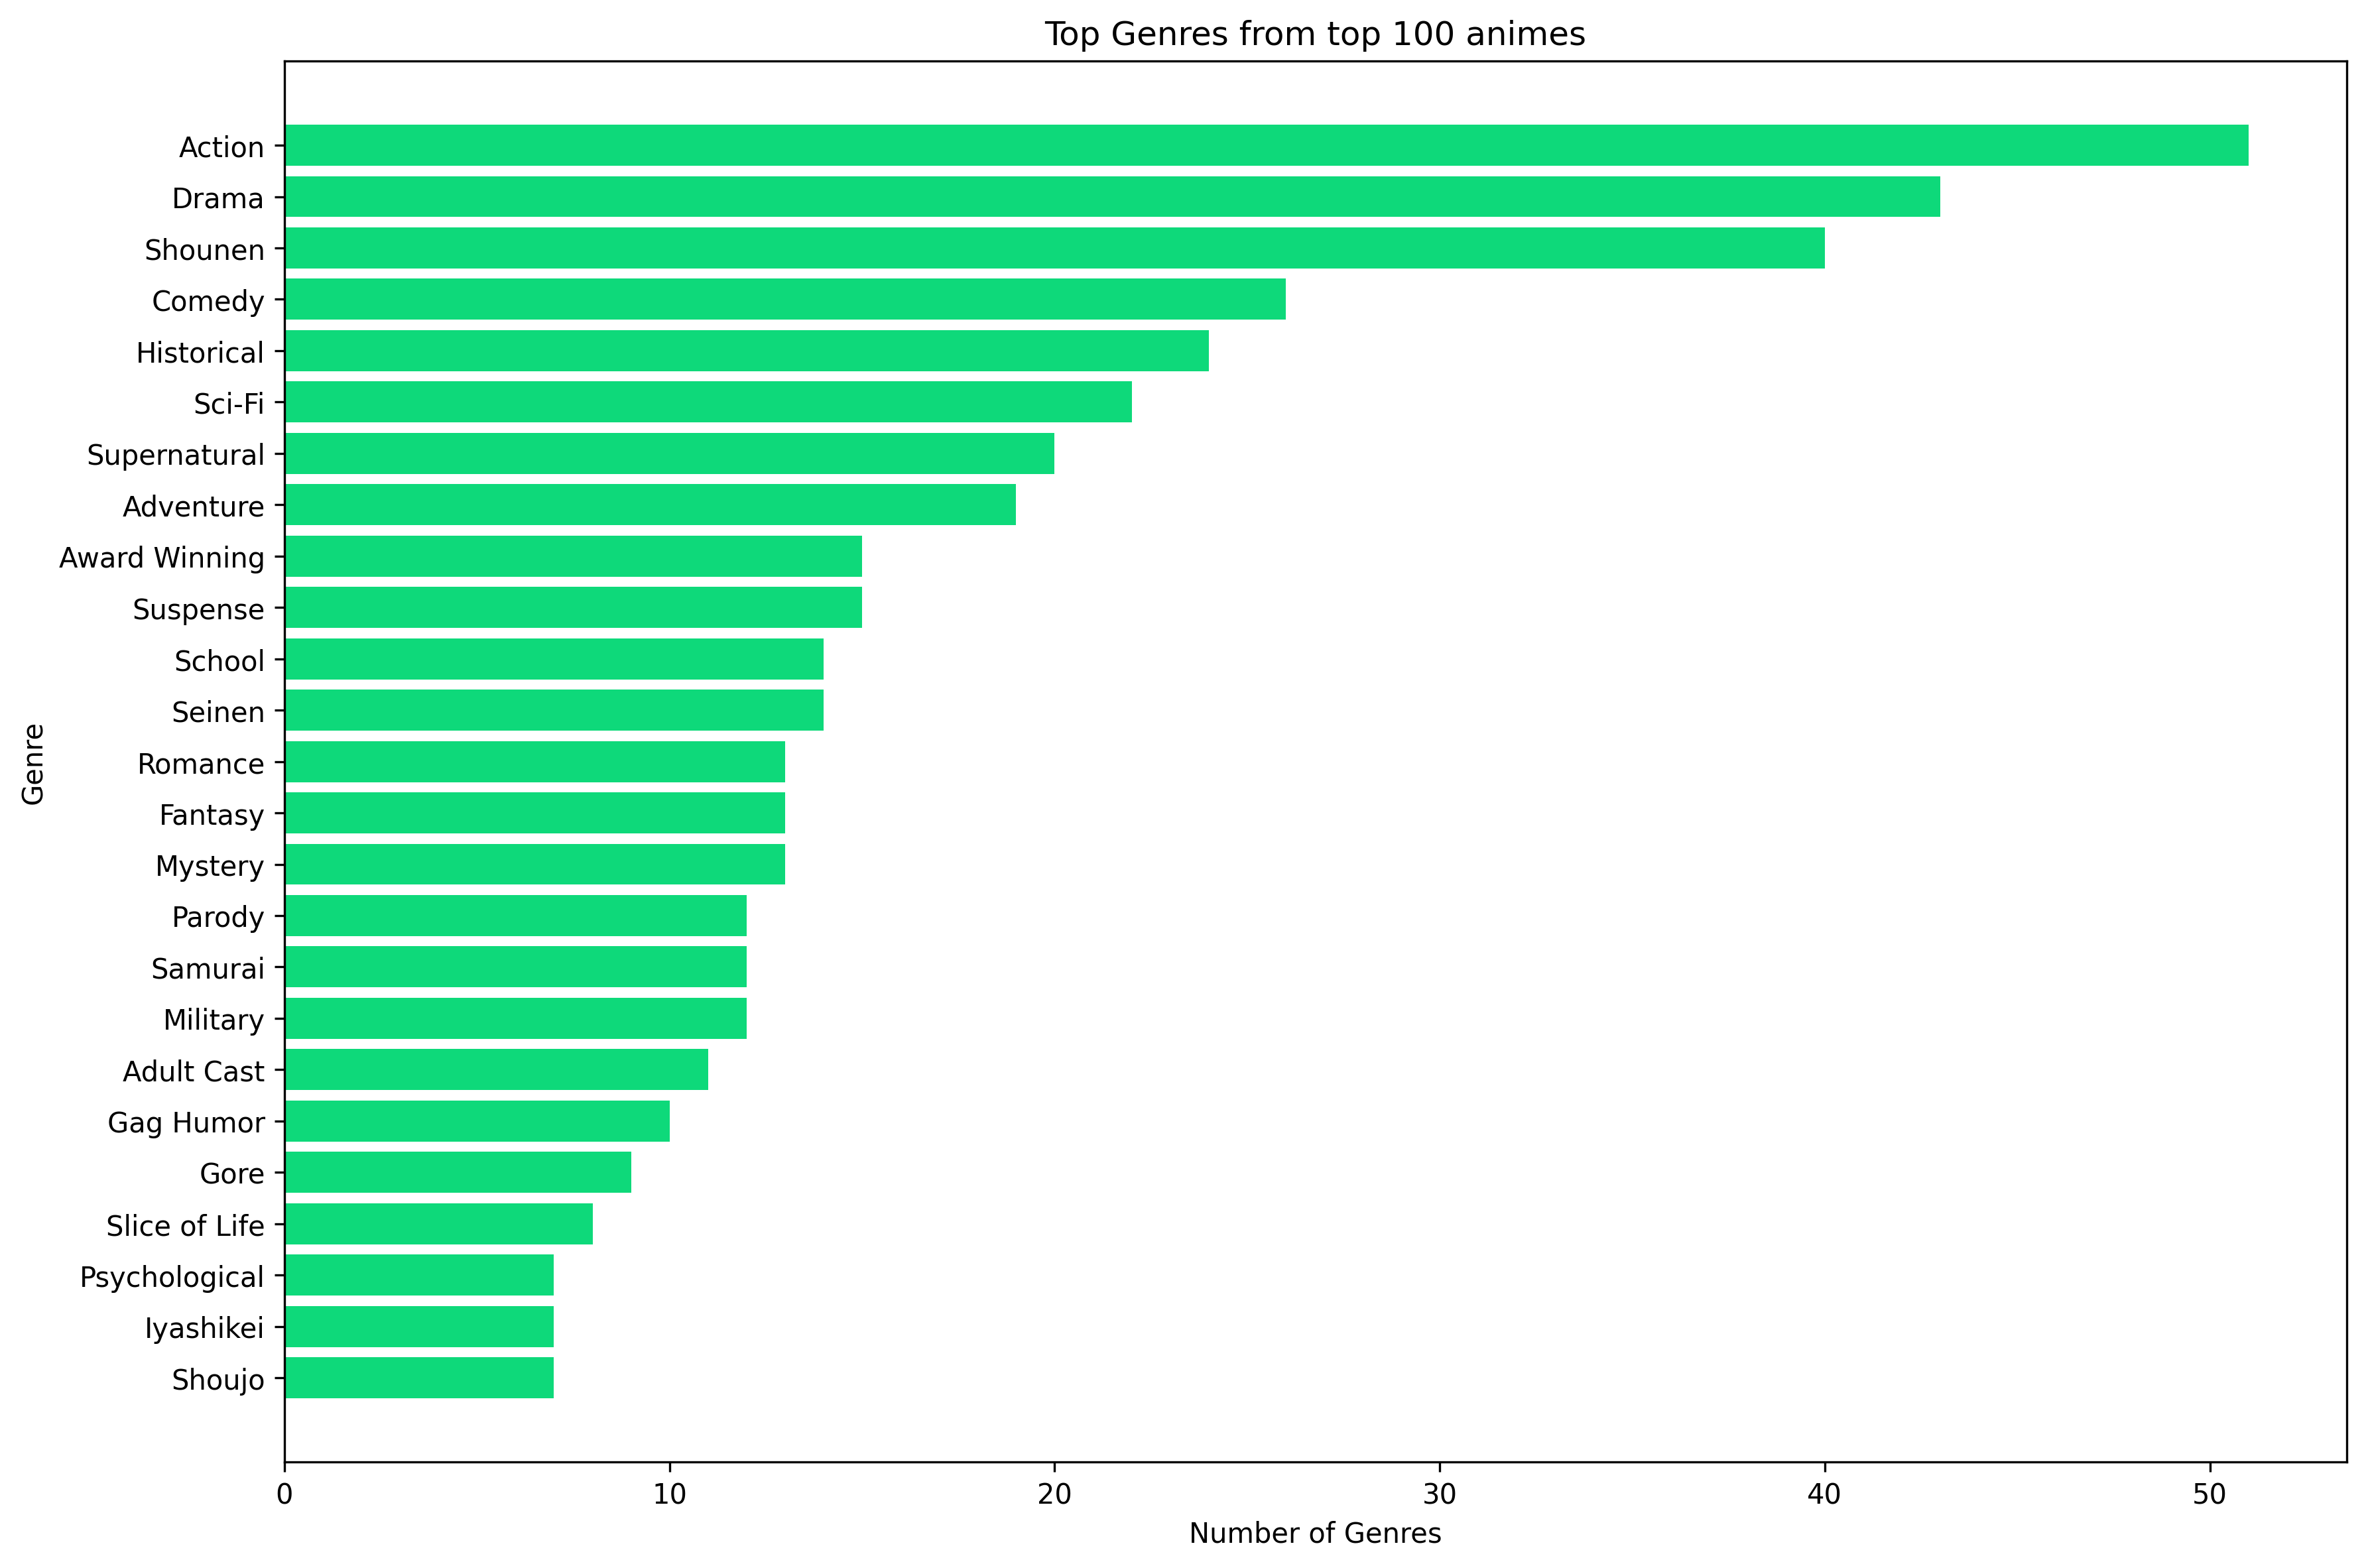 Top Genres from top 100 animes
Genre
Action
Drama
Shounen
Comedy
Historical
Sci-Fi
Supernatural
Adventure
Award Winning
Suspense
School
Seinen
Romance
Fantasy
Mystery
Parody
Samurai
Military
Adult Cast
Gag Humor
Gore
Slice of Life
Psychological
Iyashikei
Shoujo
0 10 20 30 40 50
Number of Genres